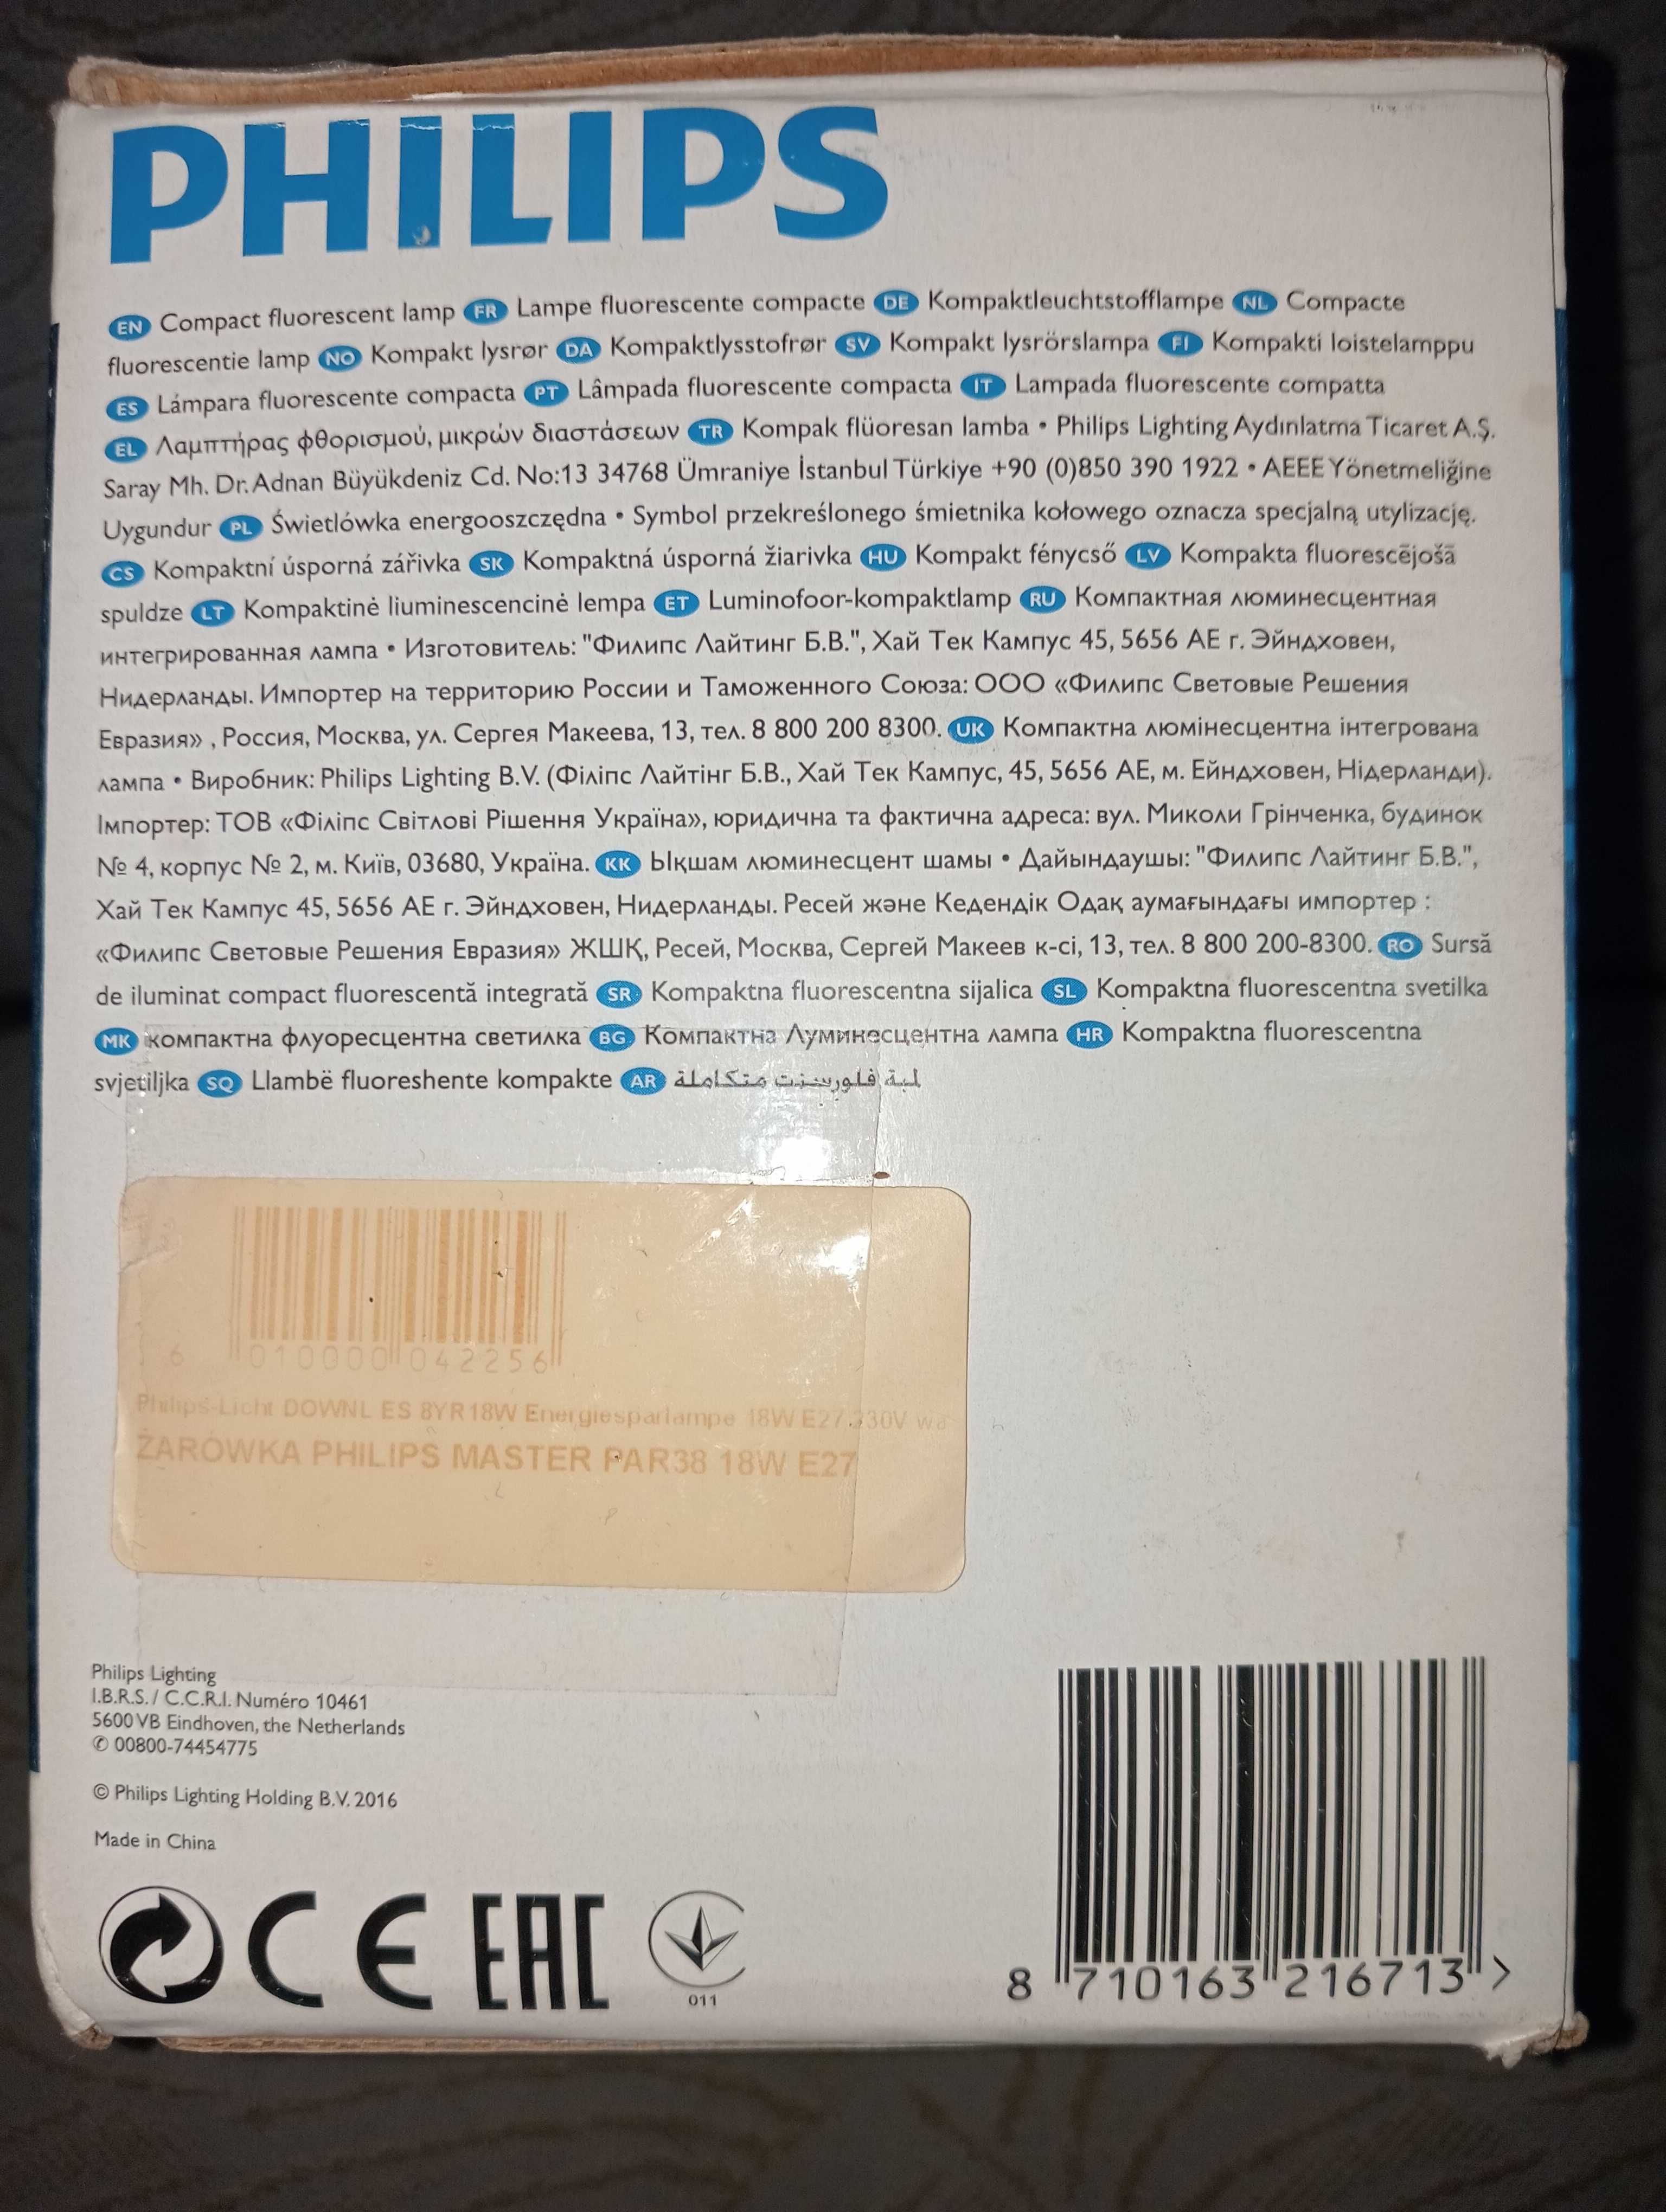 PHILIPS
EN Compact fluorescent lamp FR Lampe fluorescente compacte DE Kompaktleuchtstofflampe NL Compacte
fluorescentie lamp NO Kompakt lysrør DA Kompaktlysstofrør SV Kompakt lysrörslampa FI Kompakti loistelamppu
ES Lámpara fluorescente compacta PT Lâmpada fluorescente compacta IT Lampada fluorescente compatta
EL Λαμπτήρας φθορισμού, μικρών διαστάσεων TR Kompak flüoresan lamba • Philips Lighting Aydınlatma Ticaret A.Ş.
Saray Mh. Dr. Adnan Büyükdeniz Cd. No:13 34768 Ümraniye İstanbul Türkiye +90 (0)850 390 1922 • AEEE Yönetmeliğine
Uygundur PL Świetlówka energooszczędna • Symbol przekreślonego śmietnika kołowego oznacza specjalną utylizację.
CS Kompaktní úsporná zářivka SK Kompaktná úsporná žiarivka HU Kompakt fénycső LV Kompakta fluorescējošā
spuldze LT Kompaktinė liuminescencinė lempa ET Luminofoor-kompaktlamp RU Компактная люминесцентная
интегрированная лампа • Изготовитель: "Филипс Лайтинг Б.В.", Хай Тек Кампус 45, 5656 АЕ г. Эйндховен,
Нидерланды. Импортер на территорию России и Таможенного Союза: ООО «Филипс Световые Решения
Евразия» , Россия, Москва, ул. Сергея Макеева, 13, тел. 8 800 200 8300. UK Компактна люмінесцентна інтегрована
лампа • Виробник: Philips Lighting B.V. (Філіпс Лайтінг Б.В., Хай Тек Кампус, 45, 5656 АЕ, м. Ейндховен, Нідерланди).
Імпортер: ТОВ «Філіпс Світлові Рішення Україна», юридична та фактична адреса: вул. Миколи Грінченка, будинок
№ 4, корпус № 2, м. Київ, 03680, Україна. KK Ықшам люминесцент шамы • Дайындаушы: "Филипс Лайтинг Б.В.",
Хай Тек Кампус 45, 5656 АЕ г. Эйндховен, Нидерланды. Ресей және Кедендік Одақ аумағындағы импортер :
«Филипс Световые Решения Евразия» ЖШҚ, Ресей, Москва, Сергей Макеев к-сі, 13, тел. 8 800 200-8300. RO Sursă
de iluminat compact fluorescentă integrată SR Kompaktna fluorescentna sijalica SL Kompaktna fluorescentna svetilka
MK компактна флуоресцентна светилка BG Компактна Луминесцентна лампа HR Kompaktna fluorescentna
svjetiljka SQ Llambë fluoreshente kompakte AR لمبة فلورسنت متكاملة
6 010000 042256
Philips-Licht DOWNL ES 8YR18W Energiesparlampe 18W E27 230V wa
ŻARÓWKA PHILIPS MASTER PAR38 18W E27
Philips Lighting
I.B.R.S. / C.C.R.I. Numéro 10461
5600 VB Eindhoven, the Netherlands
✆ 00800-74454775
© Philips Lighting Holding B.V. 2016
Made in China
CE EAC
011
8 710163 216713 >